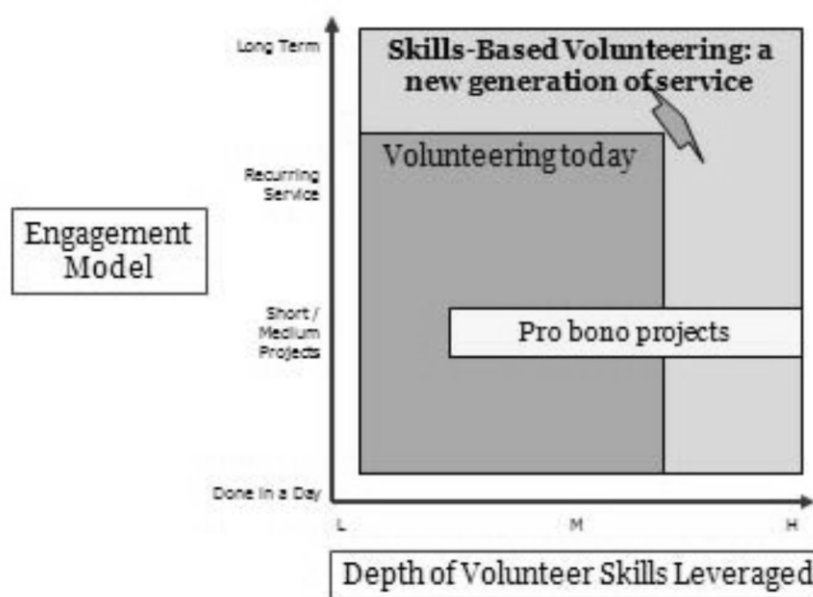 Long Term
Skills-Based Volunteering: a
new generation of service
Volunteering today
Recurring
Service
Engagement
Model
Short /
Medium
Projects
Pro bono projects
Done in a Day
L
M
H
Depth of Volunteer Skills Leveraged